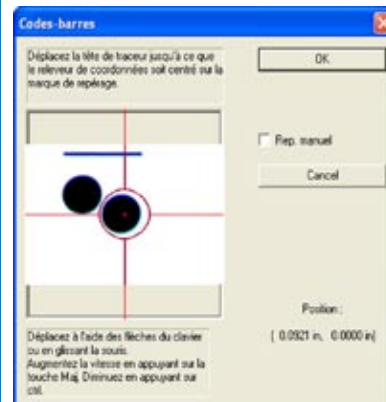 Codes-barres
Déplacez la tête de traceur jusqu'à ce que
le releveur de coordonnées soit centré sur la
marque de repérage.
OK
Rep. manuel
Cancel
Position :
( 0.0921 in, 0.0000 in)
Déplacez à l'aide des flèches du clavier
ou en glissant la souris.
Augmentez la vitesse en appuyant sur la
touche Maj. Diminuez en appuyant sur
ctrl.